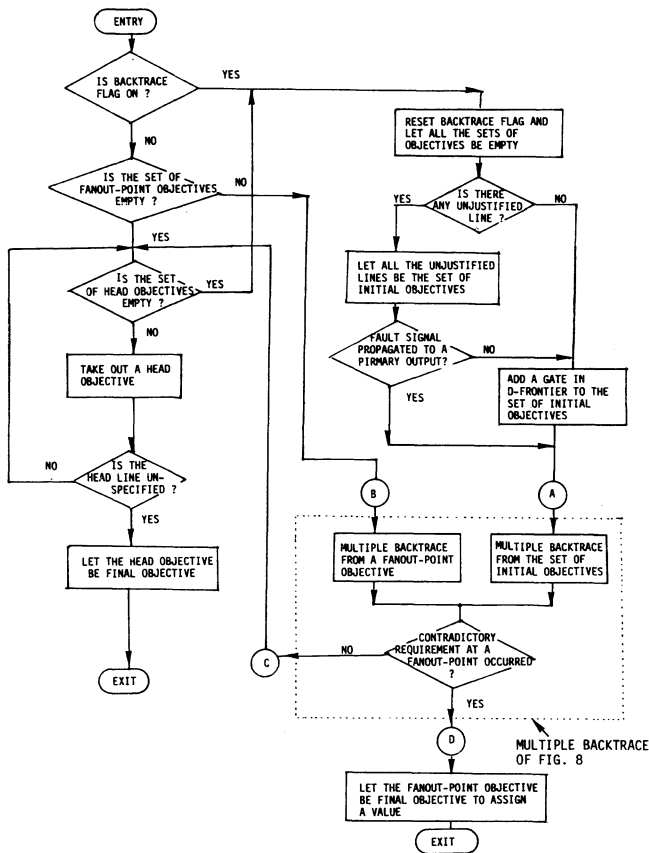 ENTRY
IS BACKTRACE
FLAG ON ?
YES
NO
IS THE SET OF
FANOUT-POINT OBJECTIVES
EMPTY ?
NO
YES
IS THE SET
OF HEAD OBJECTIVES
EMPTY ?
YES
NO
TAKE OUT A HEAD
OBJECTIVE
IS THE
HEAD LINE UN-
SPECIFIED ?
NO
YES
LET THE HEAD OBJECTIVE
BE FINAL OBJECTIVE
EXIT
RESET BACKTRACE FLAG AND
LET ALL THE SETS OF
OBJECTIVES BE EMPTY
IS THERE
ANY UNJUSTIFIED
LINE ?
YES
NO
LET ALL THE UNJUSTIFIED
LINES BE THE SET OF
INITIAL OBJECTIVES
FAULT SIGNAL
PROPAGATED TO A
PIRMARY OUTPUT?
NO
YES
ADD A GATE IN
D-FRONTIER TO THE
SET OF INITIAL
OBJECTIVES
B
A
MULTIPLE BACKTRACE
FROM A FANOUT-POINT
OBJECTIVE
MULTIPLE BACKTRACE
FROM THE SET OF
INITIAL OBJECTIVES
CONTRADICTORY
REQUIREMENT AT A
FANOUT-POINT OCCURRED
?
NO
C
YES
D
MULTIPLE BACKTRACE
OF FIG. 8
LET THE FANOUT-POINT OBJECTIVE
BE FINAL OBJECTIVE TO ASSIGN
A VALUE
EXIT